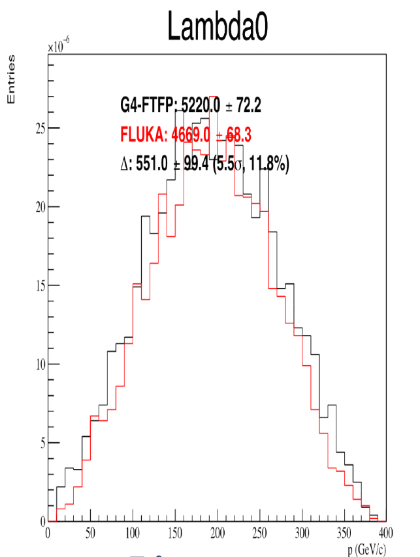 Lambda0
×10⁻⁶
Entries
G4-FTFP: 5220.0 ± 72.2
FLUKA: 4669.0 ± 68.3
Δ: 551.0 ± 99.4 (5.5σ, 11.8%)
25
20
15
10
5
0
0 50 100 150 200 250 300 350 400
p (GeV/c)